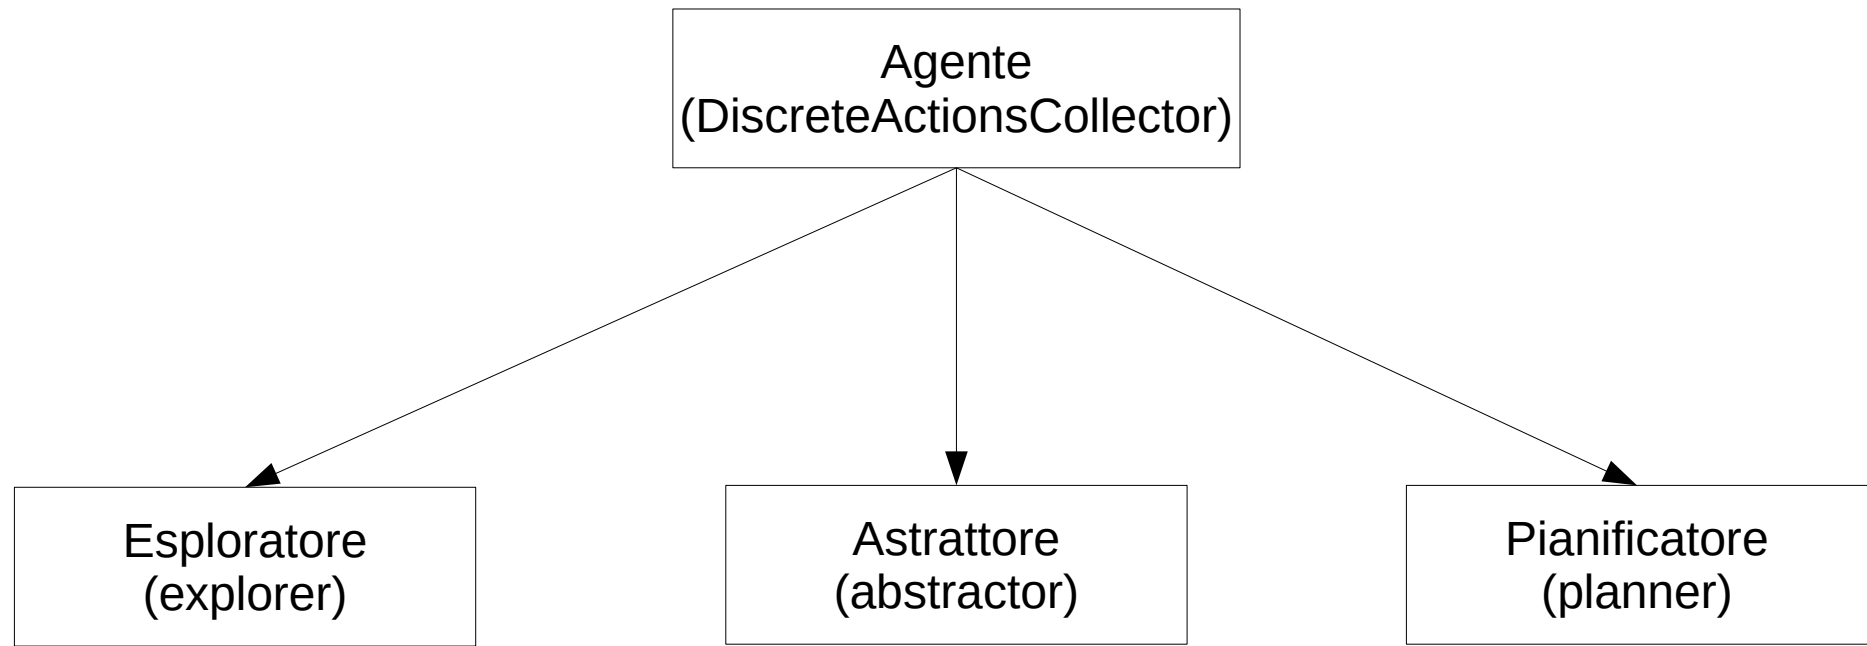 Agente
(DiscreteActionsCollector)
Esploratore
(explorer)
Astrattore
(abstractor)
Pianificatore
(planner)